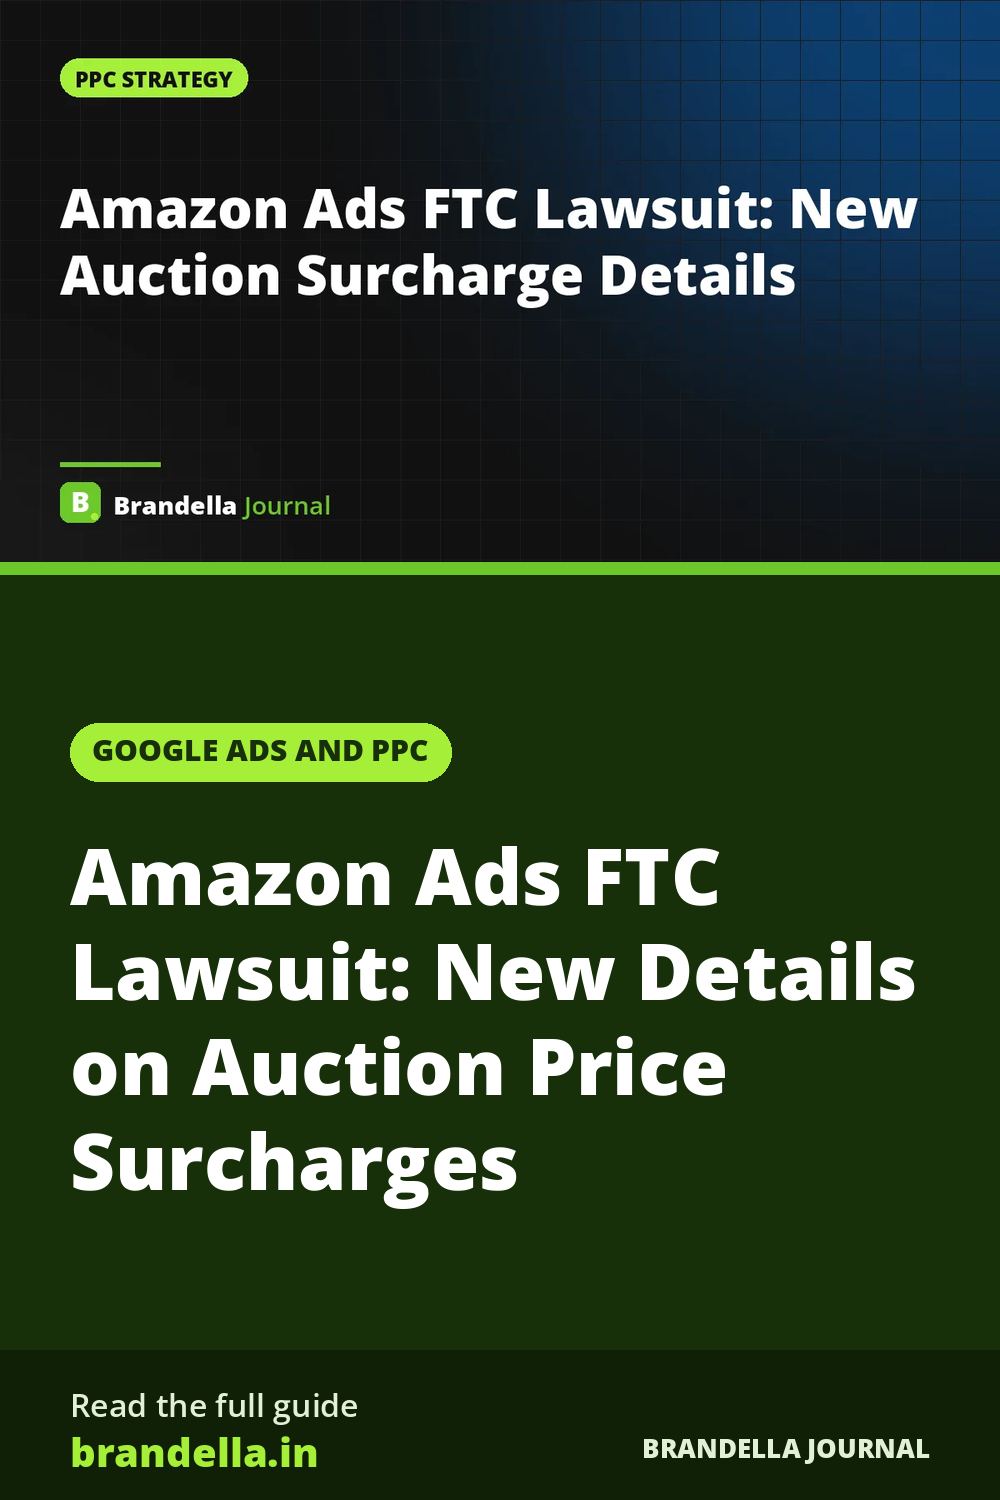 PPC STRATEGY
Amazon Ads FTC Lawsuit: New
Auction Surcharge Details
B.
Brandella Journal
GOOGLE ADS AND PPC
Amazon Ads FTC
Lawsuit: New Details
on Auction Price
Surcharges
Read the full guide
brandella.in
BRANDELLA JOURNAL